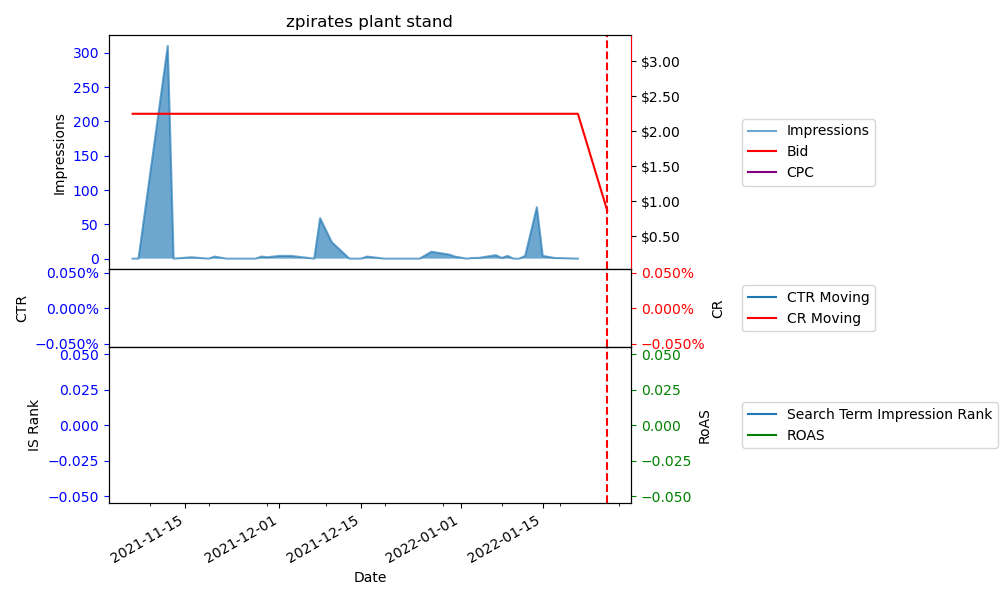 zpirates plant stand
300
250
200
150
100
50
0
Impressions
$3.00
$2.50
$2.00
$1.50
$1.00
$0.50
Impressions
Bid
CPC
0.050%
0.000%
−0.050%
CTR
0.050%
0.000%
−0.050%
CR
CTR Moving
CR Moving
0.050
0.025
0.000
−0.025
−0.050
IS Rank
0.050
0.025
0.000
−0.025
−0.050
RoAS
Search Term Impression Rank
ROAS
2021-11-15
2021-12-01
2021-12-15
2022-01-01
2022-01-15
Date